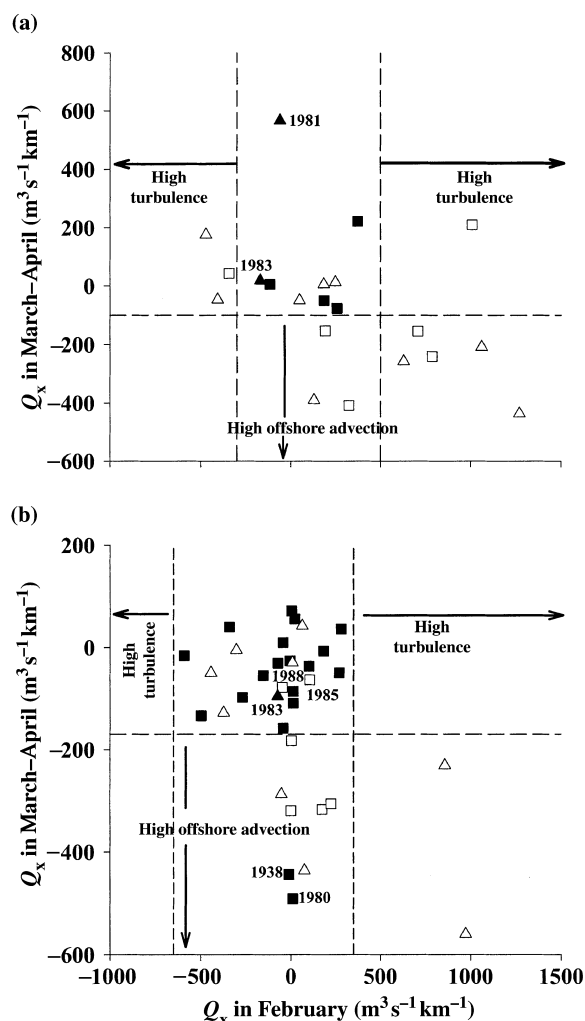 (a)
800
600
400
200
0
−200
−400
−600
Qx in March–April (m³ s⁻¹ km⁻¹)
1981
High
turbulence
High
turbulence
1983
High offshore advection
(b)
200
0
−200
−400
−600
Qx in March–April (m³ s⁻¹ km⁻¹)
High
turbulence
High
turbulence
1988
1985
1983
High offshore advection
1938
1980
−1000 −500 0 500 1000 1500
Qx in February (m³ s⁻¹ km⁻¹)